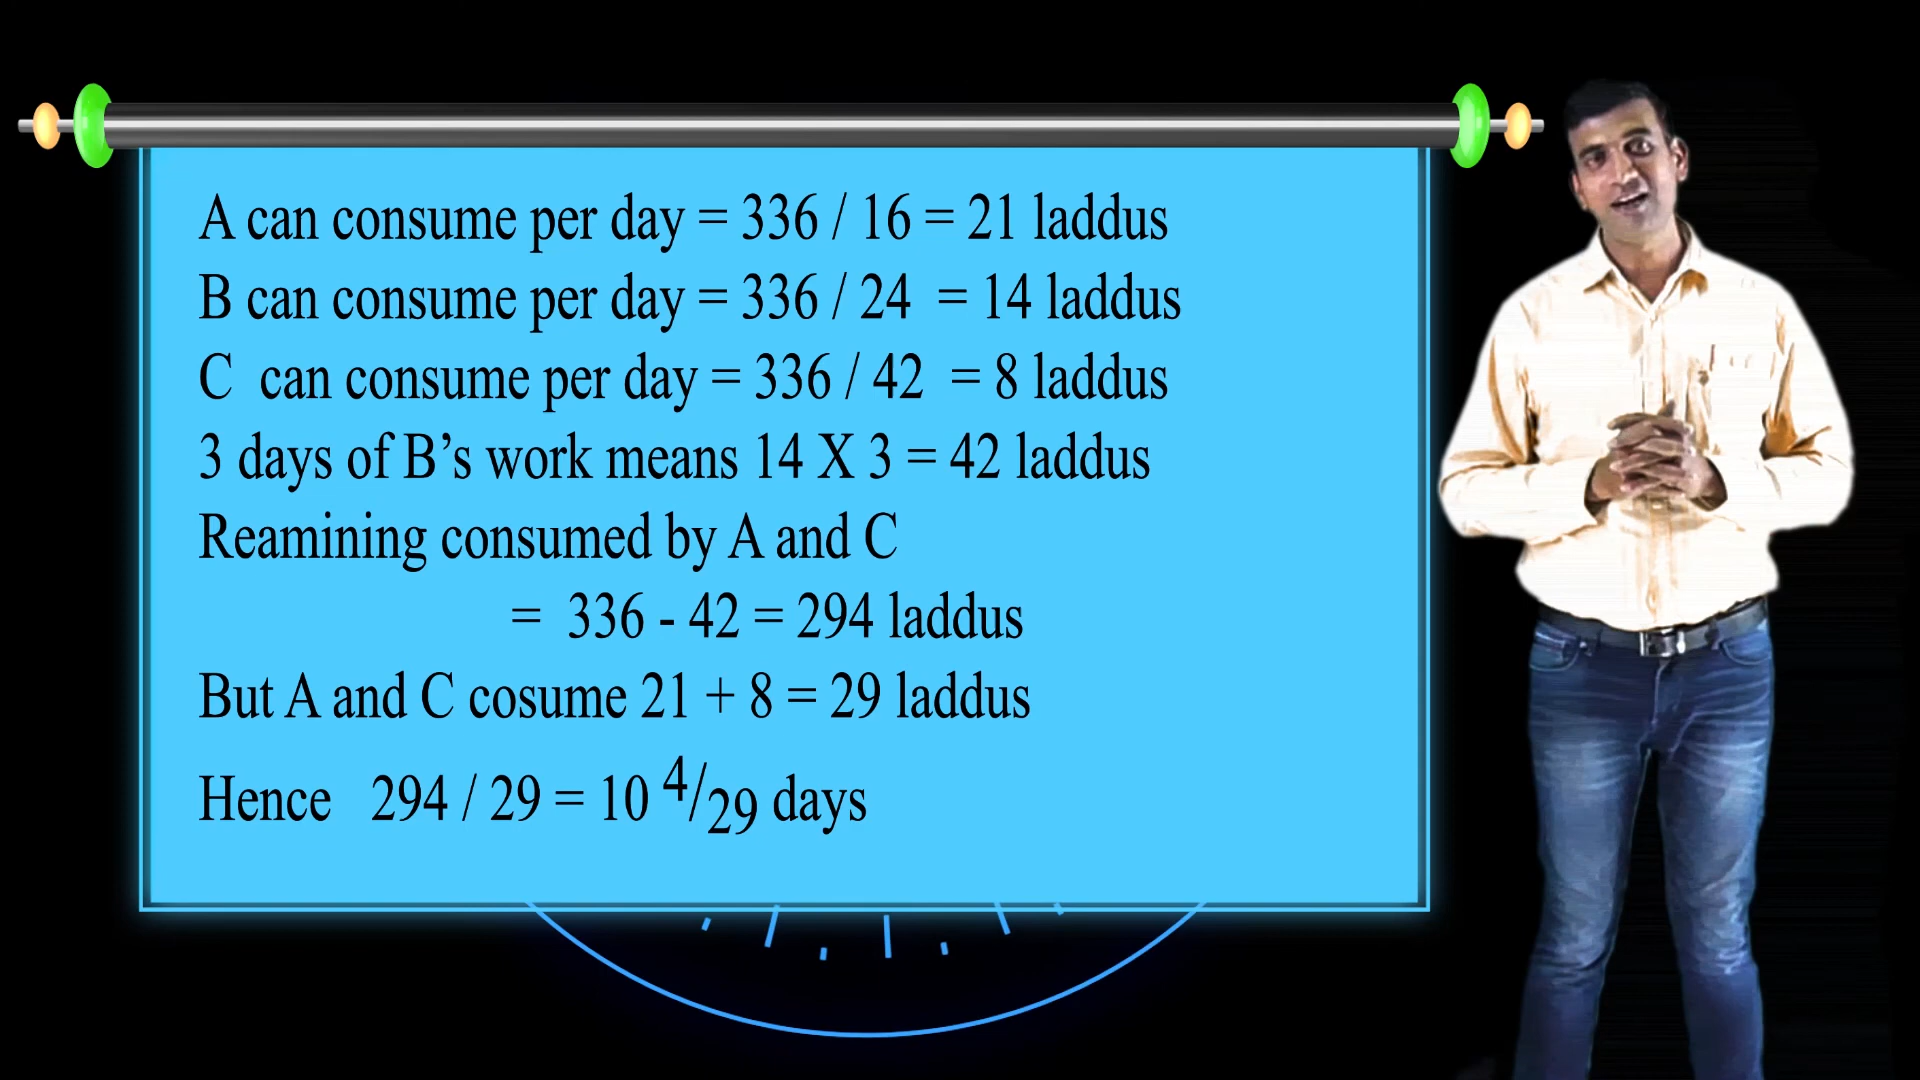 A can consume per day = 336 / 16 = 21 laddus
B can consume per day = 336 / 24 = 14 laddus
C can consume per day = 336 / 42 = 8 laddus
3 days of B’s work means 14 X 3 = 42 laddus
Reamining consumed by A and C
= 336 - 42 = 294 laddus
But A and C cosume 21 + 8 = 29 laddus
Hence 294 / 29 = 10 4/29 days